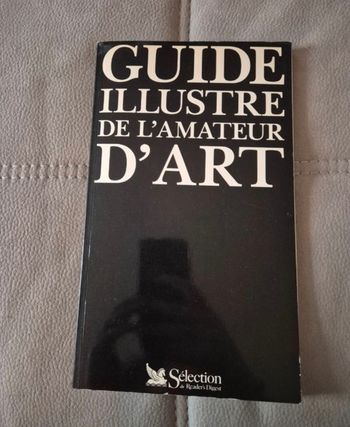 GUIDE
ILLUSTRE
DE L'AMATEUR
D'ART
Sélection
du Reader's Digest